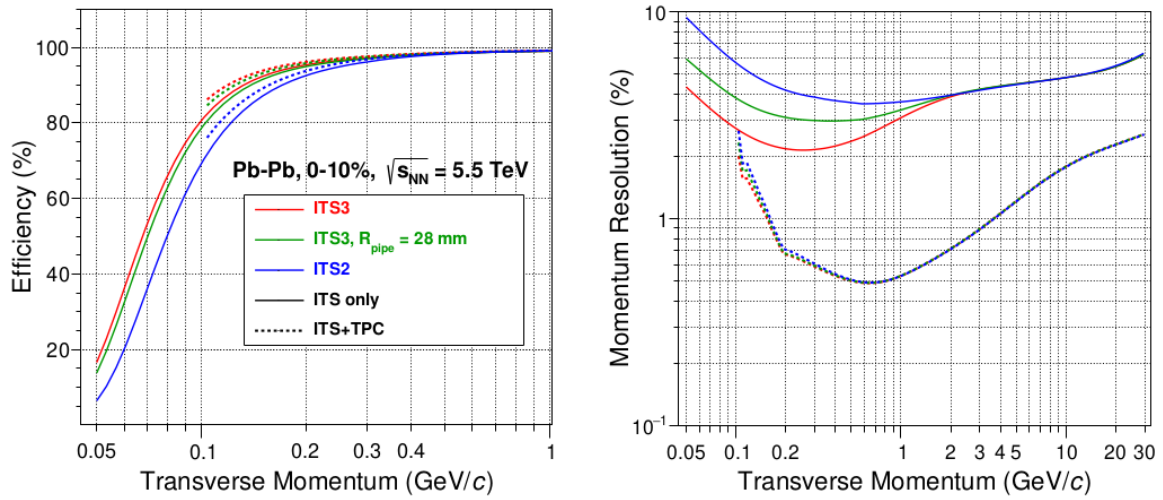 Efficiency (%)
100
80
60
40
20
0.05 0.1 0.2 0.3 0.4 1
Transverse Momentum (GeV/c)
Pb-Pb, 0-10%, √s_NN = 5.5 TeV
ITS3
ITS3, R_pipe = 28 mm
ITS2
ITS only
ITS+TPC
Momentum Resolution (%)
10
1
10⁻¹
0.05 0.1 0.2 1 2 3 4 5 10 20 30
Transverse Momentum (GeV/c)